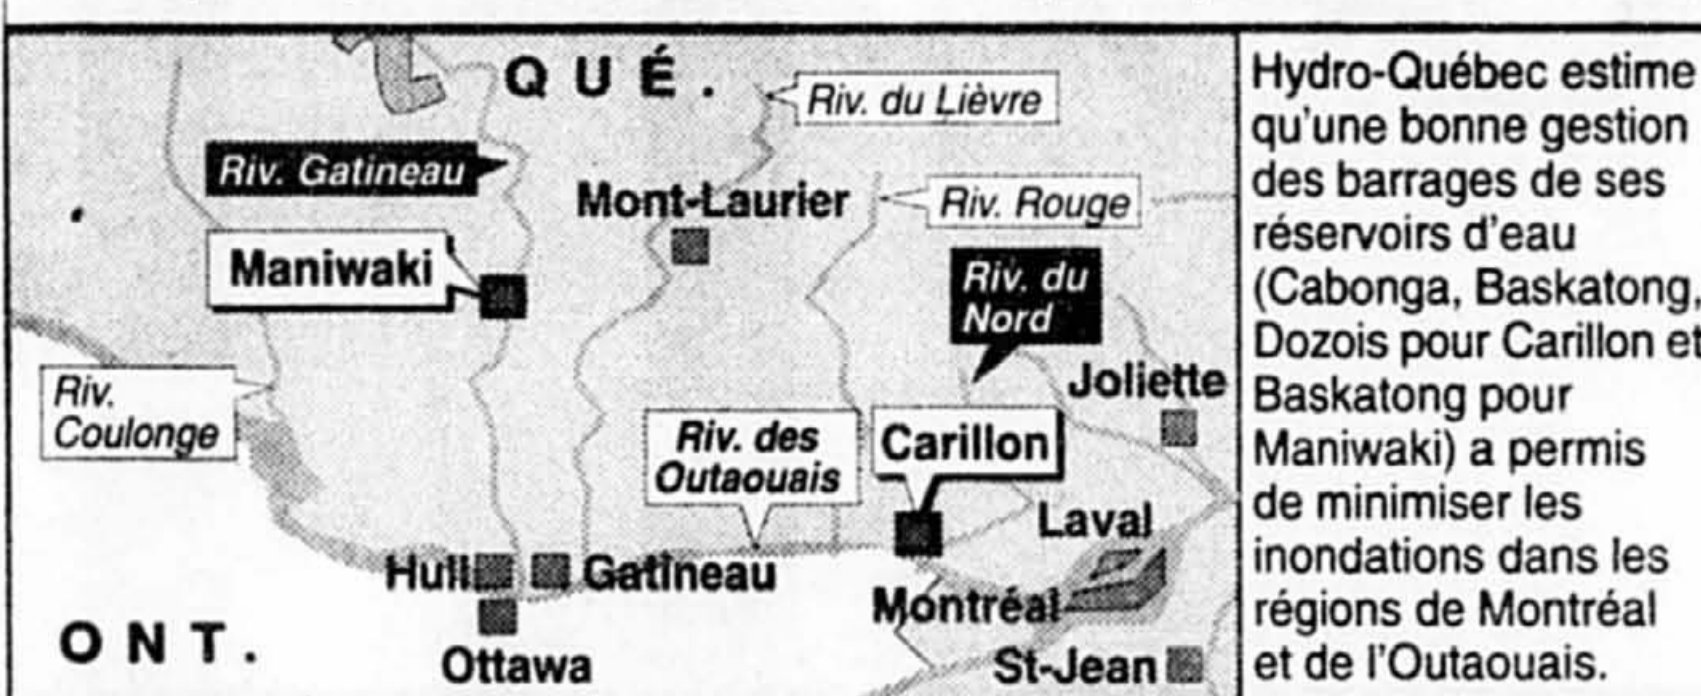 QUÉ.
Riv. du Lièvre
Riv. Gatineau
Mont-Laurier
Riv. Rouge
Maniwaki
Riv. du
Nord
Riv.
Coulonge
Joliette
Riv. des
Outaouais
Carillon
Laval
Hull
Gatineau
Montréal
ONT.
Ottawa
St-Jean
Hydro-Québec estime
qu'une bonne gestion
des barrages de ses
réservoirs d'eau
(Cabonga, Baskatong,
Dozois pour Carillon et
Baskatong pour
Maniwaki) a permis
de minimiser les
inondations dans les
régions de Montréal
et de l'Outaouais.